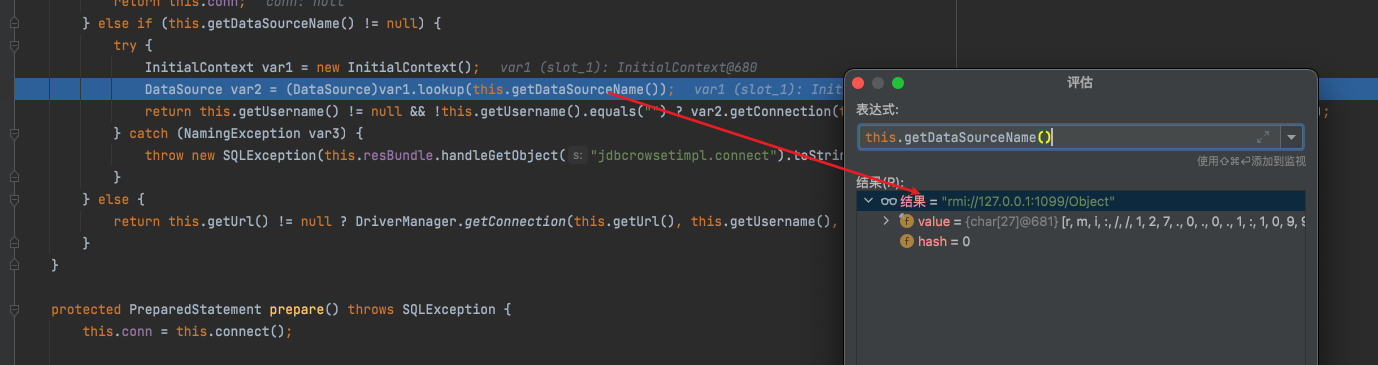 return this.conn;   conn: null
} else if (this.getDataSourceName() != null) {
try {
InitialContext var1 = new InitialContext();   var1 (slot_1): InitialContext@680
DataSource var2 = (DataSource)var1.lookup(this.getDataSourceName());   var1 (slot_1): Init
return this.getUsername() != null && !this.getUsername().equals("") ? var2.getConnection(t
} catch (NamingException var3) {
throw new SQLException(this.resBundle.handleGetObject( s: "jdbcrowsetimpl.connect").toStrin
}
} else {
return this.getUrl() != null ? DriverManager.getConnection(this.getUrl(), this.getUsername(),
}
}
protected PreparedStatement prepare() throws SQLException {
this.conn = this.connect();
评估
表达式:
this.getDataSourceName()
使用⇧⌘⏎添加到监视
结果(R):
结果 = "rmi://127.0.0.1:1099/Object"
value = {char[27]@681} [r, m, i, :, /, /, 1, 2, 7, ., 0, ., 0, ., 1, :, 1, 0, 9, 9
hash = 0
);